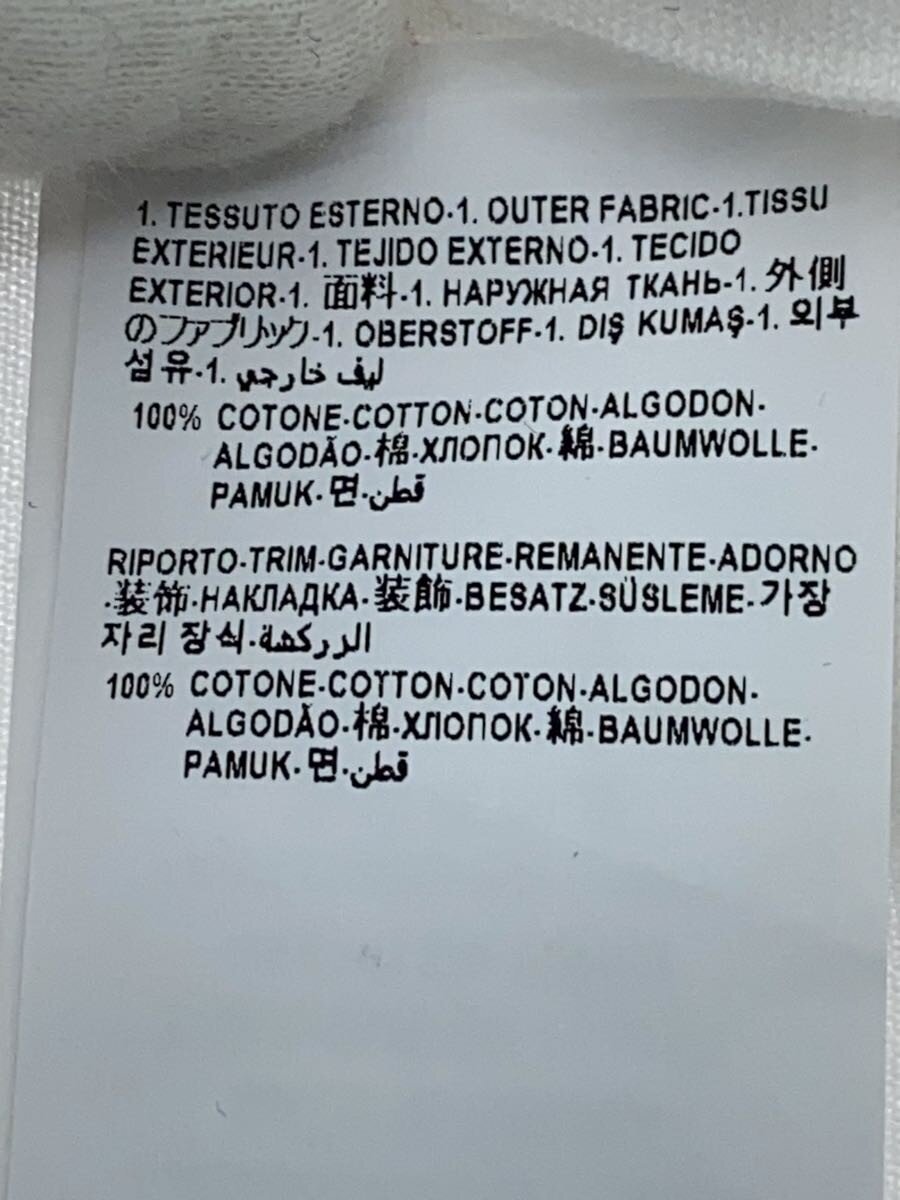 1. TESSUTO ESTERNO·1. OUTER FABRIC·1.TISSU
EXTERIEUR·1. TEJIDO EXTERNO·1. TECIDO
EXTERIOR·1. 面料·1. НАРУЖНАЯ ТКАНЬ·1. 外側
のファブリック·1. OBERSTOFF·1. DIŞ KUMAŞ·1. 외부
섬유·1. ليف خارجي
100% COTONE·COTTON·COTON·ALGODON·
ALGODÃO·棉·ХЛОПОК·綿·BAUMWOLLE·
PAMUK·면·قطن
RIPORTO·TRIM·GARNITURE·REMANENTE·ADORNO
·装饰·НАКЛАДКА·装飾·BESATZ·SÜSLEME·가장
자리 장식·الزركشة
100% COTONE·COTTON·COTON·ALGODON·
ALGODÃO·棉·ХЛОПОК·綿·BAUMWOLLE·
PAMUK·면·قطن